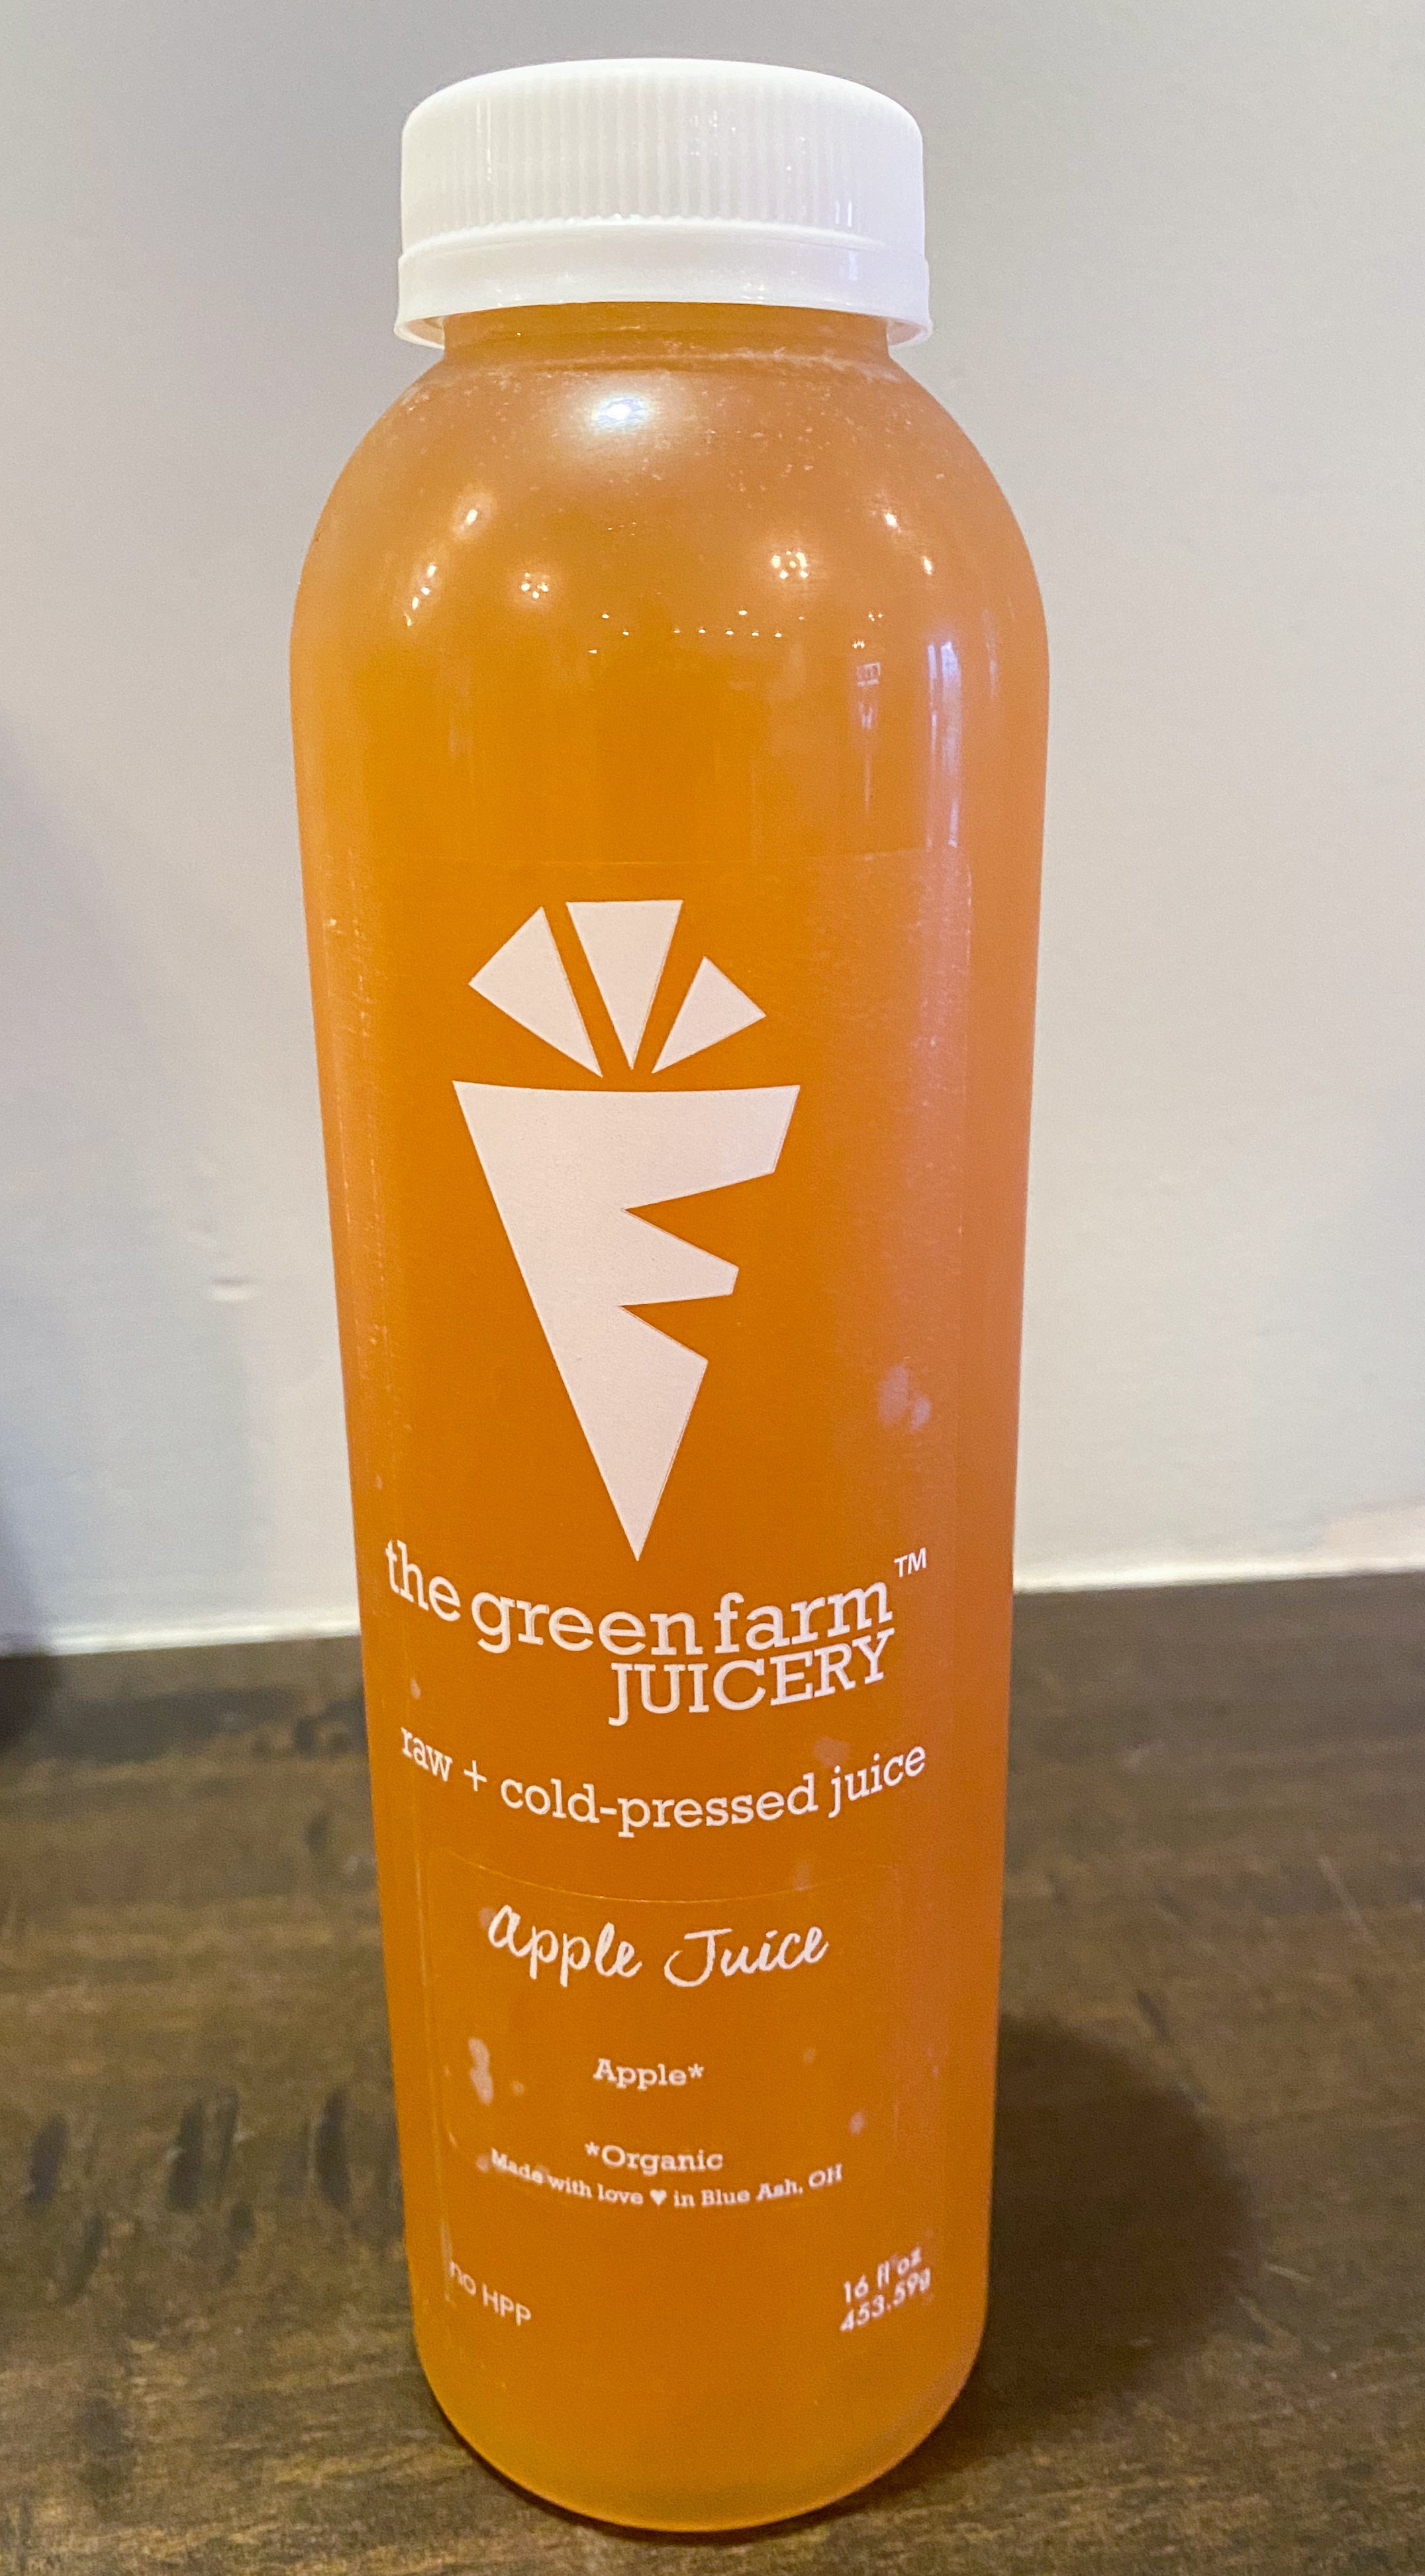 the green farm™
JUICERY
raw + cold-pressed juice
apple Juice
Apple*
*Organic
Made with love ♥ in Blue Ash, OH
no HPP
16 fl oz
453.59g